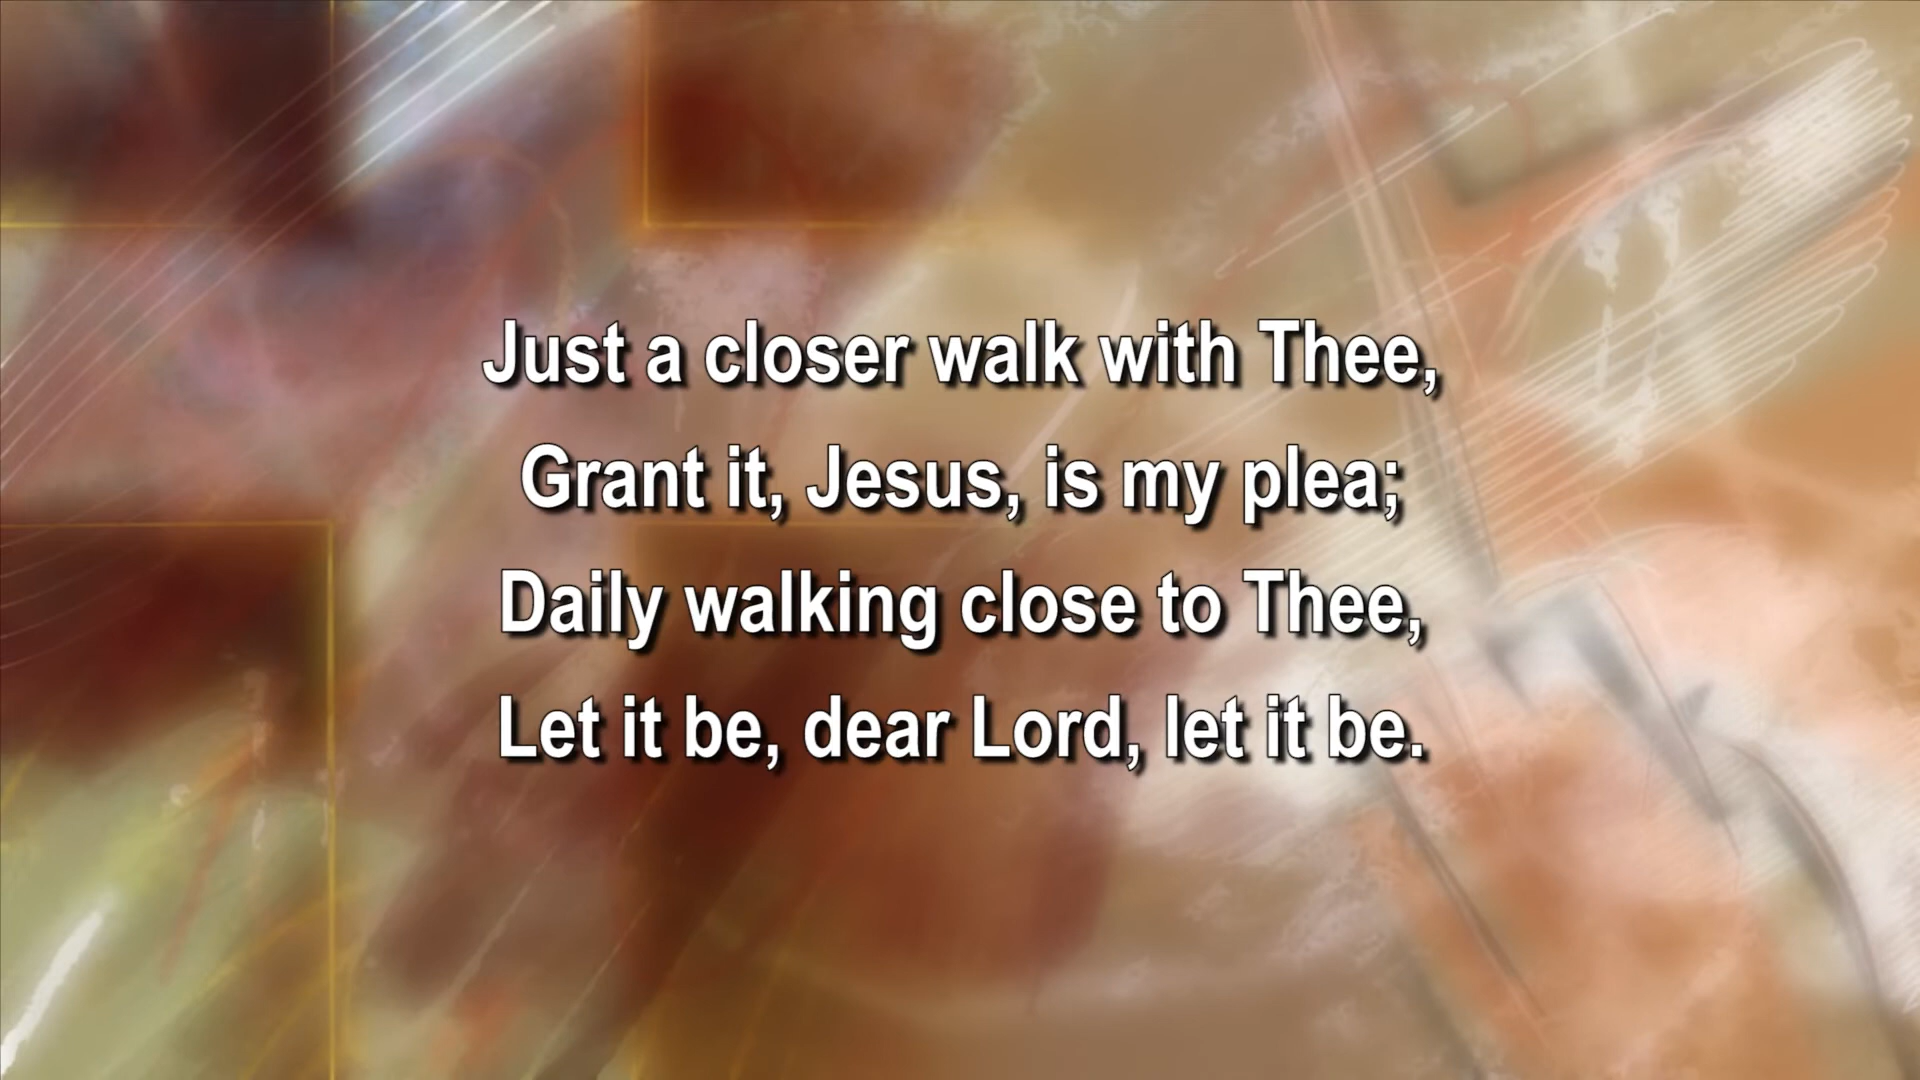 Just a closer walk with Thee,
Grant it, Jesus, is my plea;
Daily walking close to Thee,
Let it be, dear Lord, let it be.